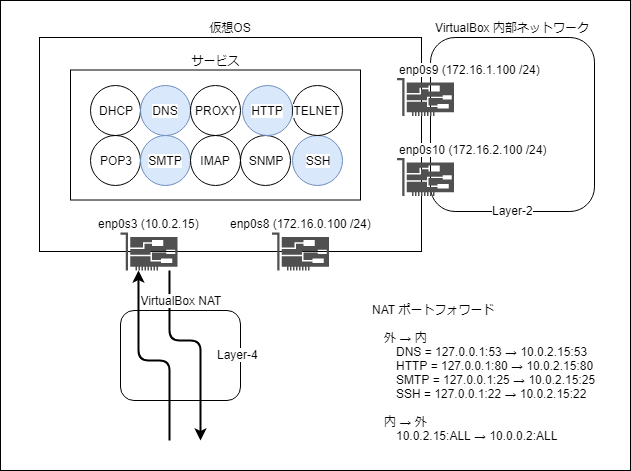 仮想OS
VirtualBox 内部ネットワーク
サービス
DHCP
DNS
PROXY
HTTP
TELNET
POP3
SMTP
IMAP
SNMP
SSH
enp0s9 (172.16.1.100 /24)
enp0s10 (172.16.2.100 /24)
Layer-2
enp0s3 (10.0.2.15)
enp0s8 (172.16.0.100 /24)
VirtualBox NAT
Layer-4
NAT ポートフォワード
外 → 内
DNS = 127.0.0.1:53 → 10.0.2.15:53
HTTP = 127.0.0.1:80 → 10.0.2.15:80
SMTP = 127.0.0.1:25 → 10.0.2.15:25
SSH = 127.0.0.1:22 → 10.0.2.15:22
内 → 外
10.0.2.15:ALL → 10.0.0.2:ALL